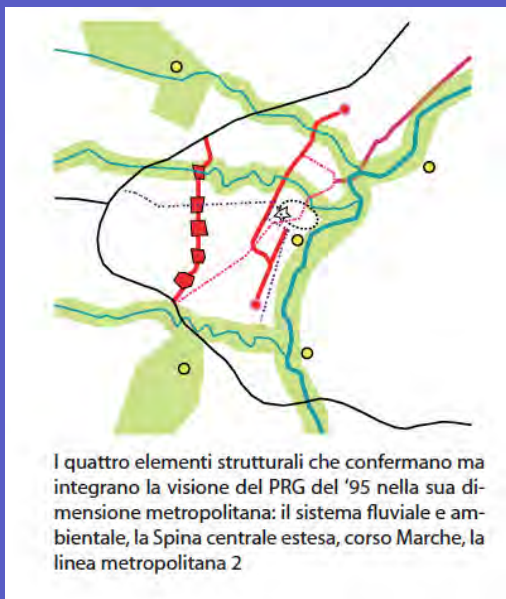 I quattro elementi strutturali che confermano ma
integrano la visione del PRG del '95 nella sua di-
mensione metropolitana: il sistema fluviale e am-
bientale, la Spina centrale estesa, corso Marche, la
linea metropolitana 2